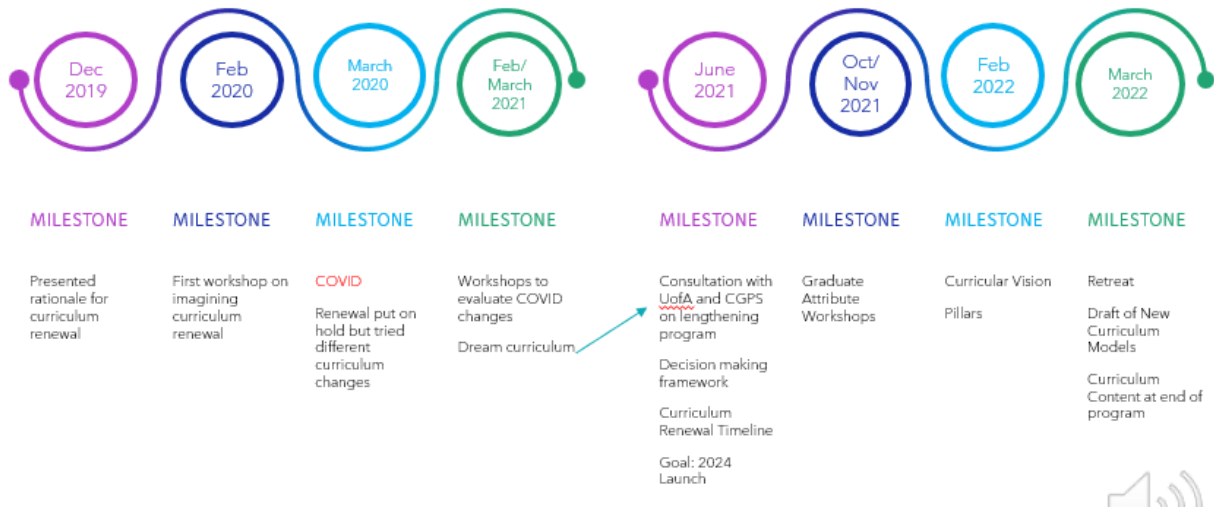 Dec
2019
Feb
2020
March
2020
Feb/
March
2021
June
2021
Oct/
Nov
2021
Feb
2022
March
2022
MILESTONE
Presented
rationale for
curriculum
renewal
MILESTONE
First workshop on
imagining
curriculum
renewal
MILESTONE
COVID
Renewal put on
hold but tried
different
curriculum
changes
MILESTONE
Workshops to
evaluate COVID
changes
Dream curriculum
MILESTONE
Consultation with
UofA and CGPS
on lengthening
program
Decision making
framework
Curriculum
Renewal Timeline
Goal: 2024
Launch
MILESTONE
Graduate
Attribute
Workshops
MILESTONE
Curricular Vision
Pillars
MILESTONE
Retreat
Draft of New
Curriculum
Models
Curriculum
Content at end of
program